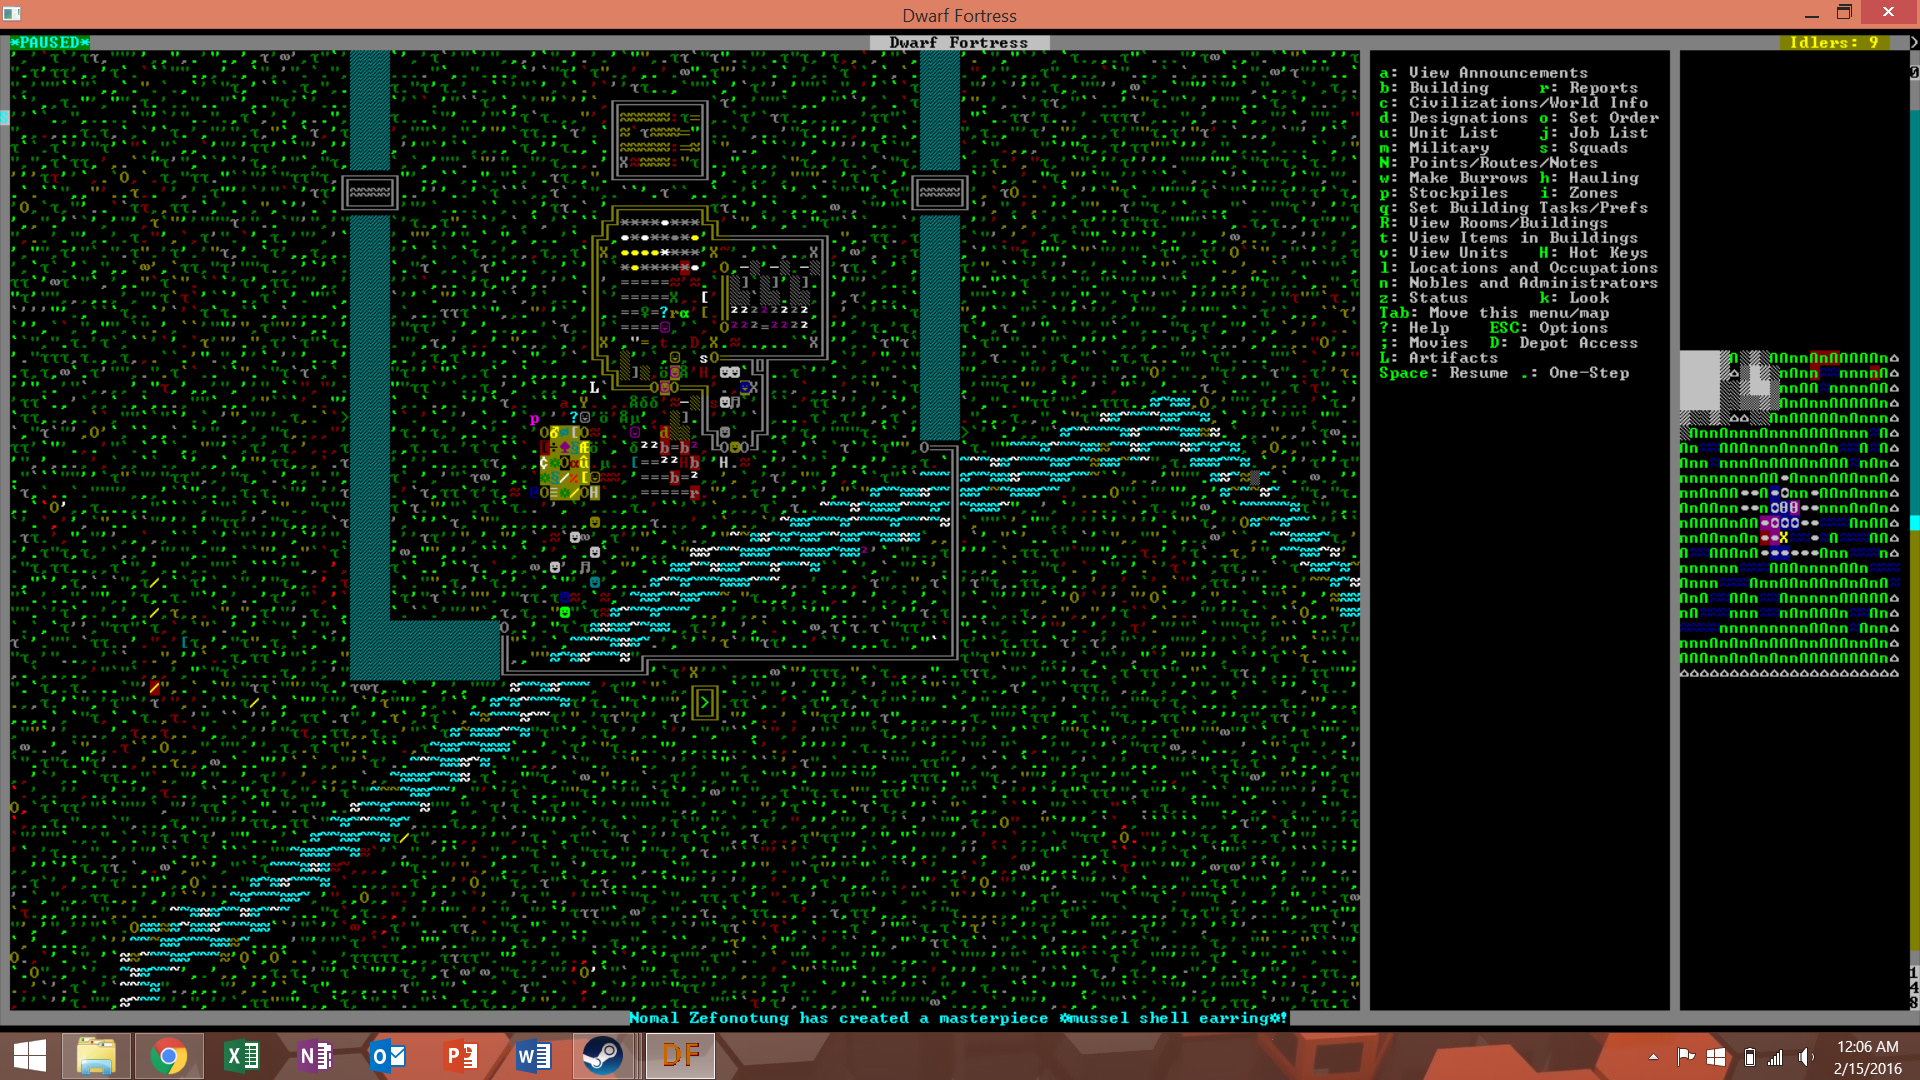 Dwarf Fortress
*PAUSED*
Dwarf Fortress
Idlers: 9
a: View Announcements
b: Building r: Reports
c: Civilizations/World Info
d: Designations o: Set Order
u: Unit List j: Job List
m: Military s: Squads
N: Points/Routes/Notes
w: Make Burrows h: Hauling
p: Stockpiles i: Zones
q: Set Building Tasks/Prefs
R: View Rooms/Buildings
t: View Items in Buildings
v: View Units H: Hot Keys
l: Locations and Occupations
n: Nobles and Administrators
z: Status k: Look
Tab: Move this menu/map
?: Help ESC: Options
;: Movies D: Depot Access
L: Artifacts
Space: Resume .: One-Step
Nomal Zefonotung has created a masterpiece ☼mussel shell earring☼!
DF
12:06 AM
2/15/2016